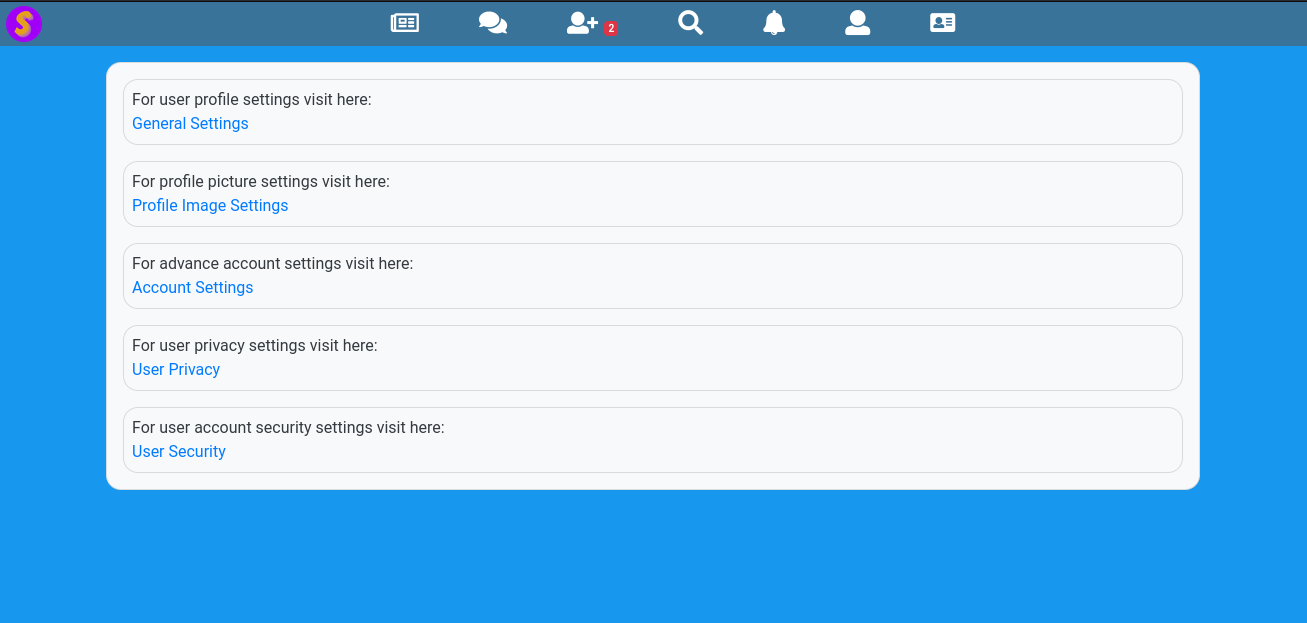 2
For user profile settings visit here:
General Settings
For profile picture settings visit here:
Profile Image Settings
For advance account settings visit here:
Account Settings
For user privacy settings visit here:
User Privacy
For user account security settings visit here:
User Security